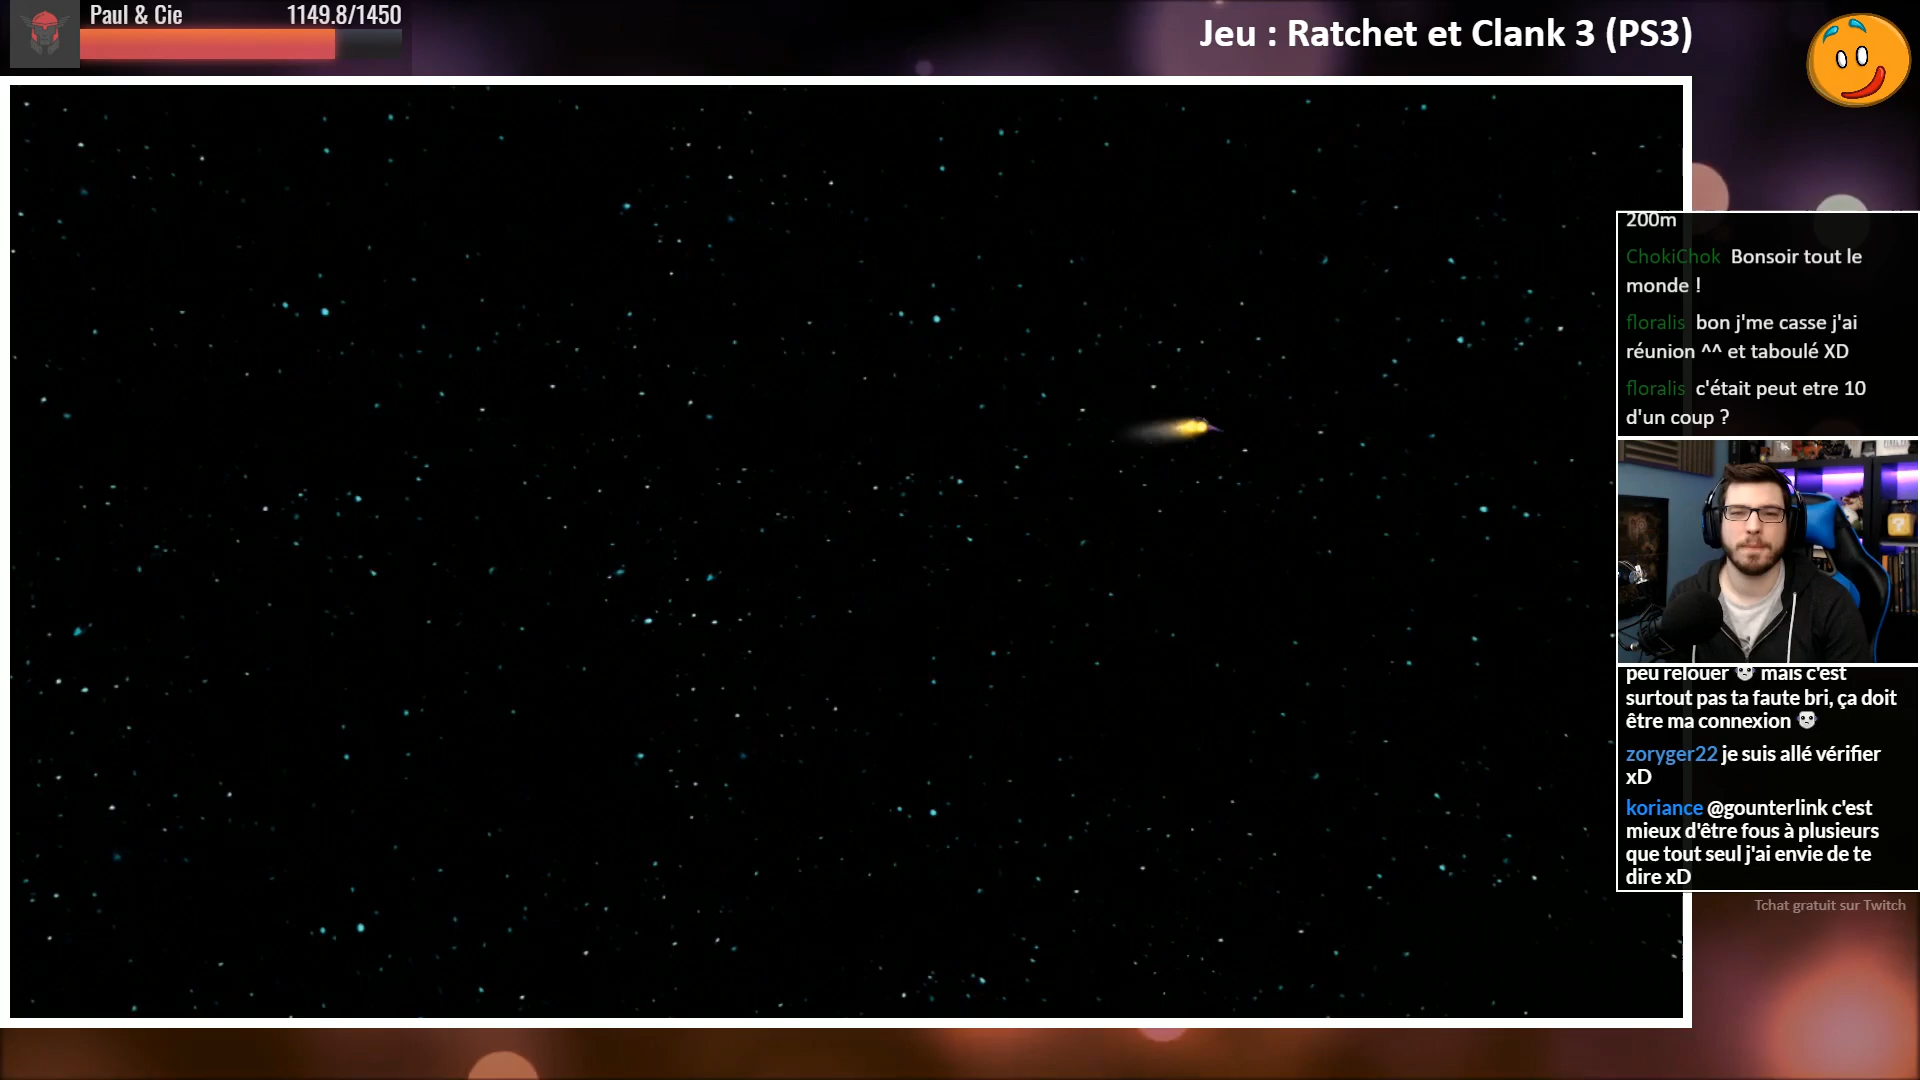 Paul & Cie 1149.8/1450
Jeu : Ratchet et Clank 3 (PS3)
200m
ChokiChok Bonsoir tout le
monde !
floralis bon j'me casse j'ai
réunion ^^ et taboulé XD
floralis c'était peut etre 10
d'un coup ?
peu relouer mais c'est
surtout pas ta faute bri, ça doit
être ma connexion
zoryger22 je suis allé vérifier
xD
koriance @gounterlink c'est
mieux d'être fous à plusieurs
que tout seul j'ai envie de te
dire xD
Tchat gratuit sur Twitch